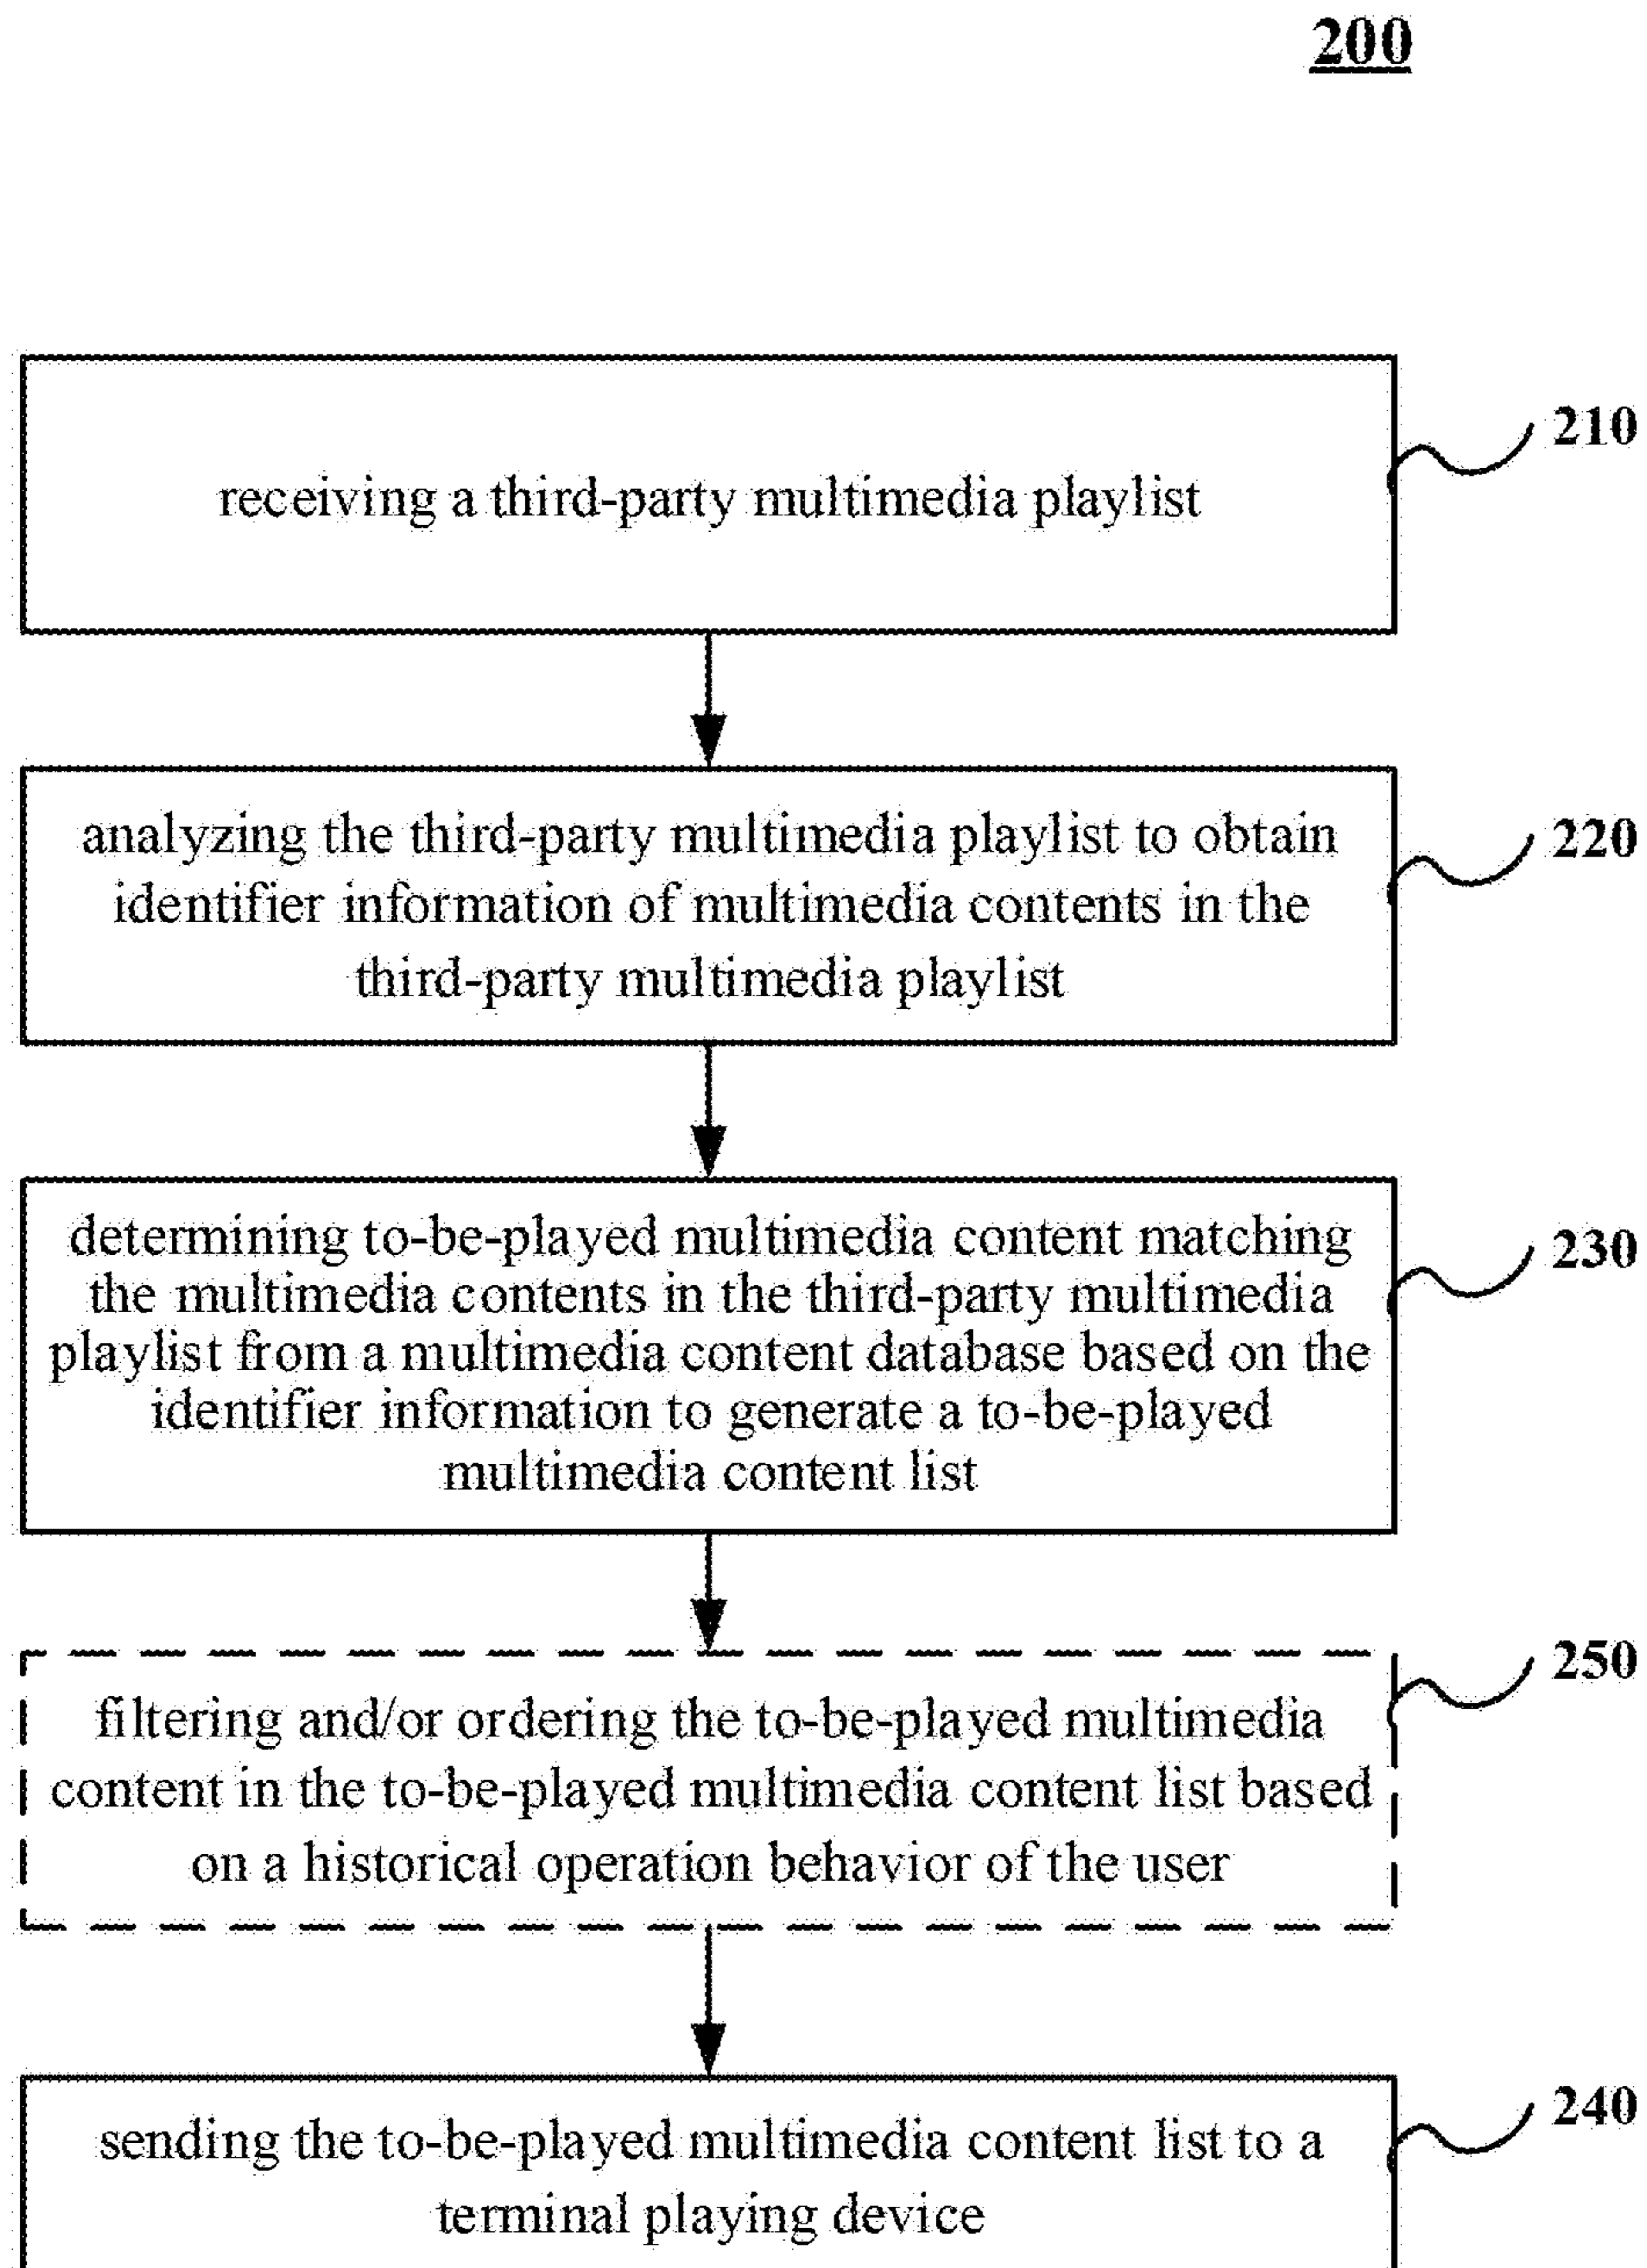 200
receiving a third-party multimedia playlist
210
analyzing the third-party multimedia playlist to obtain
identifier information of multimedia contents in the
third-party multimedia playlist
220
determining to-be-played multimedia content matching
the multimedia contents in the third-party multimedia
playlist from a multimedia content database based on the
identifier information to generate a to-be-played
multimedia content list
230
filtering and/or ordering the to-be-played multimedia
content in the to-be-played multimedia content list based
on a historical operation behavior of the user
250
sending the to-be-played multimedia content list to a
terminal playing device
240